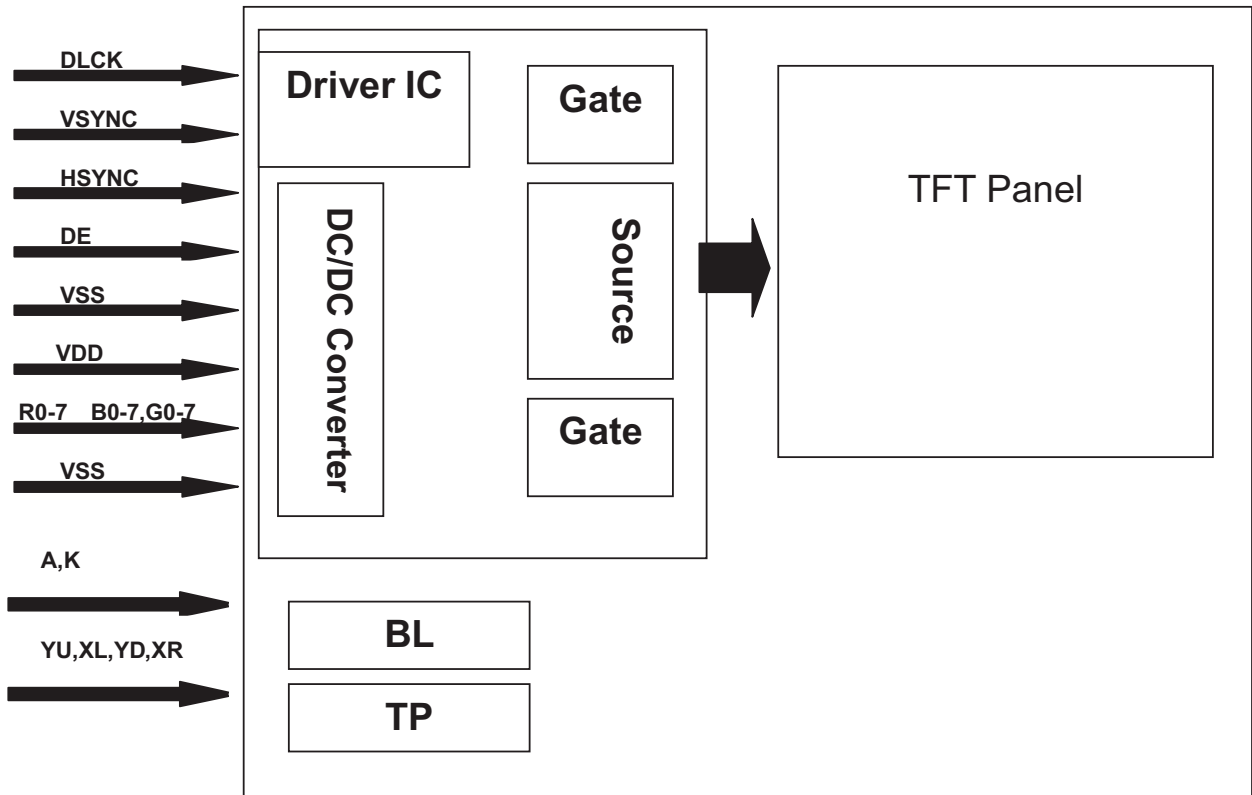 DLCK
VSYNC
HSYNC
DE
VSS
VDD
R0-7 B0-7,G0-7
VSS
A,K
YU,XL,YD,XR
Driver IC
DC/DC Converter
Gate
Source
Gate
TFT Panel
BL
TP